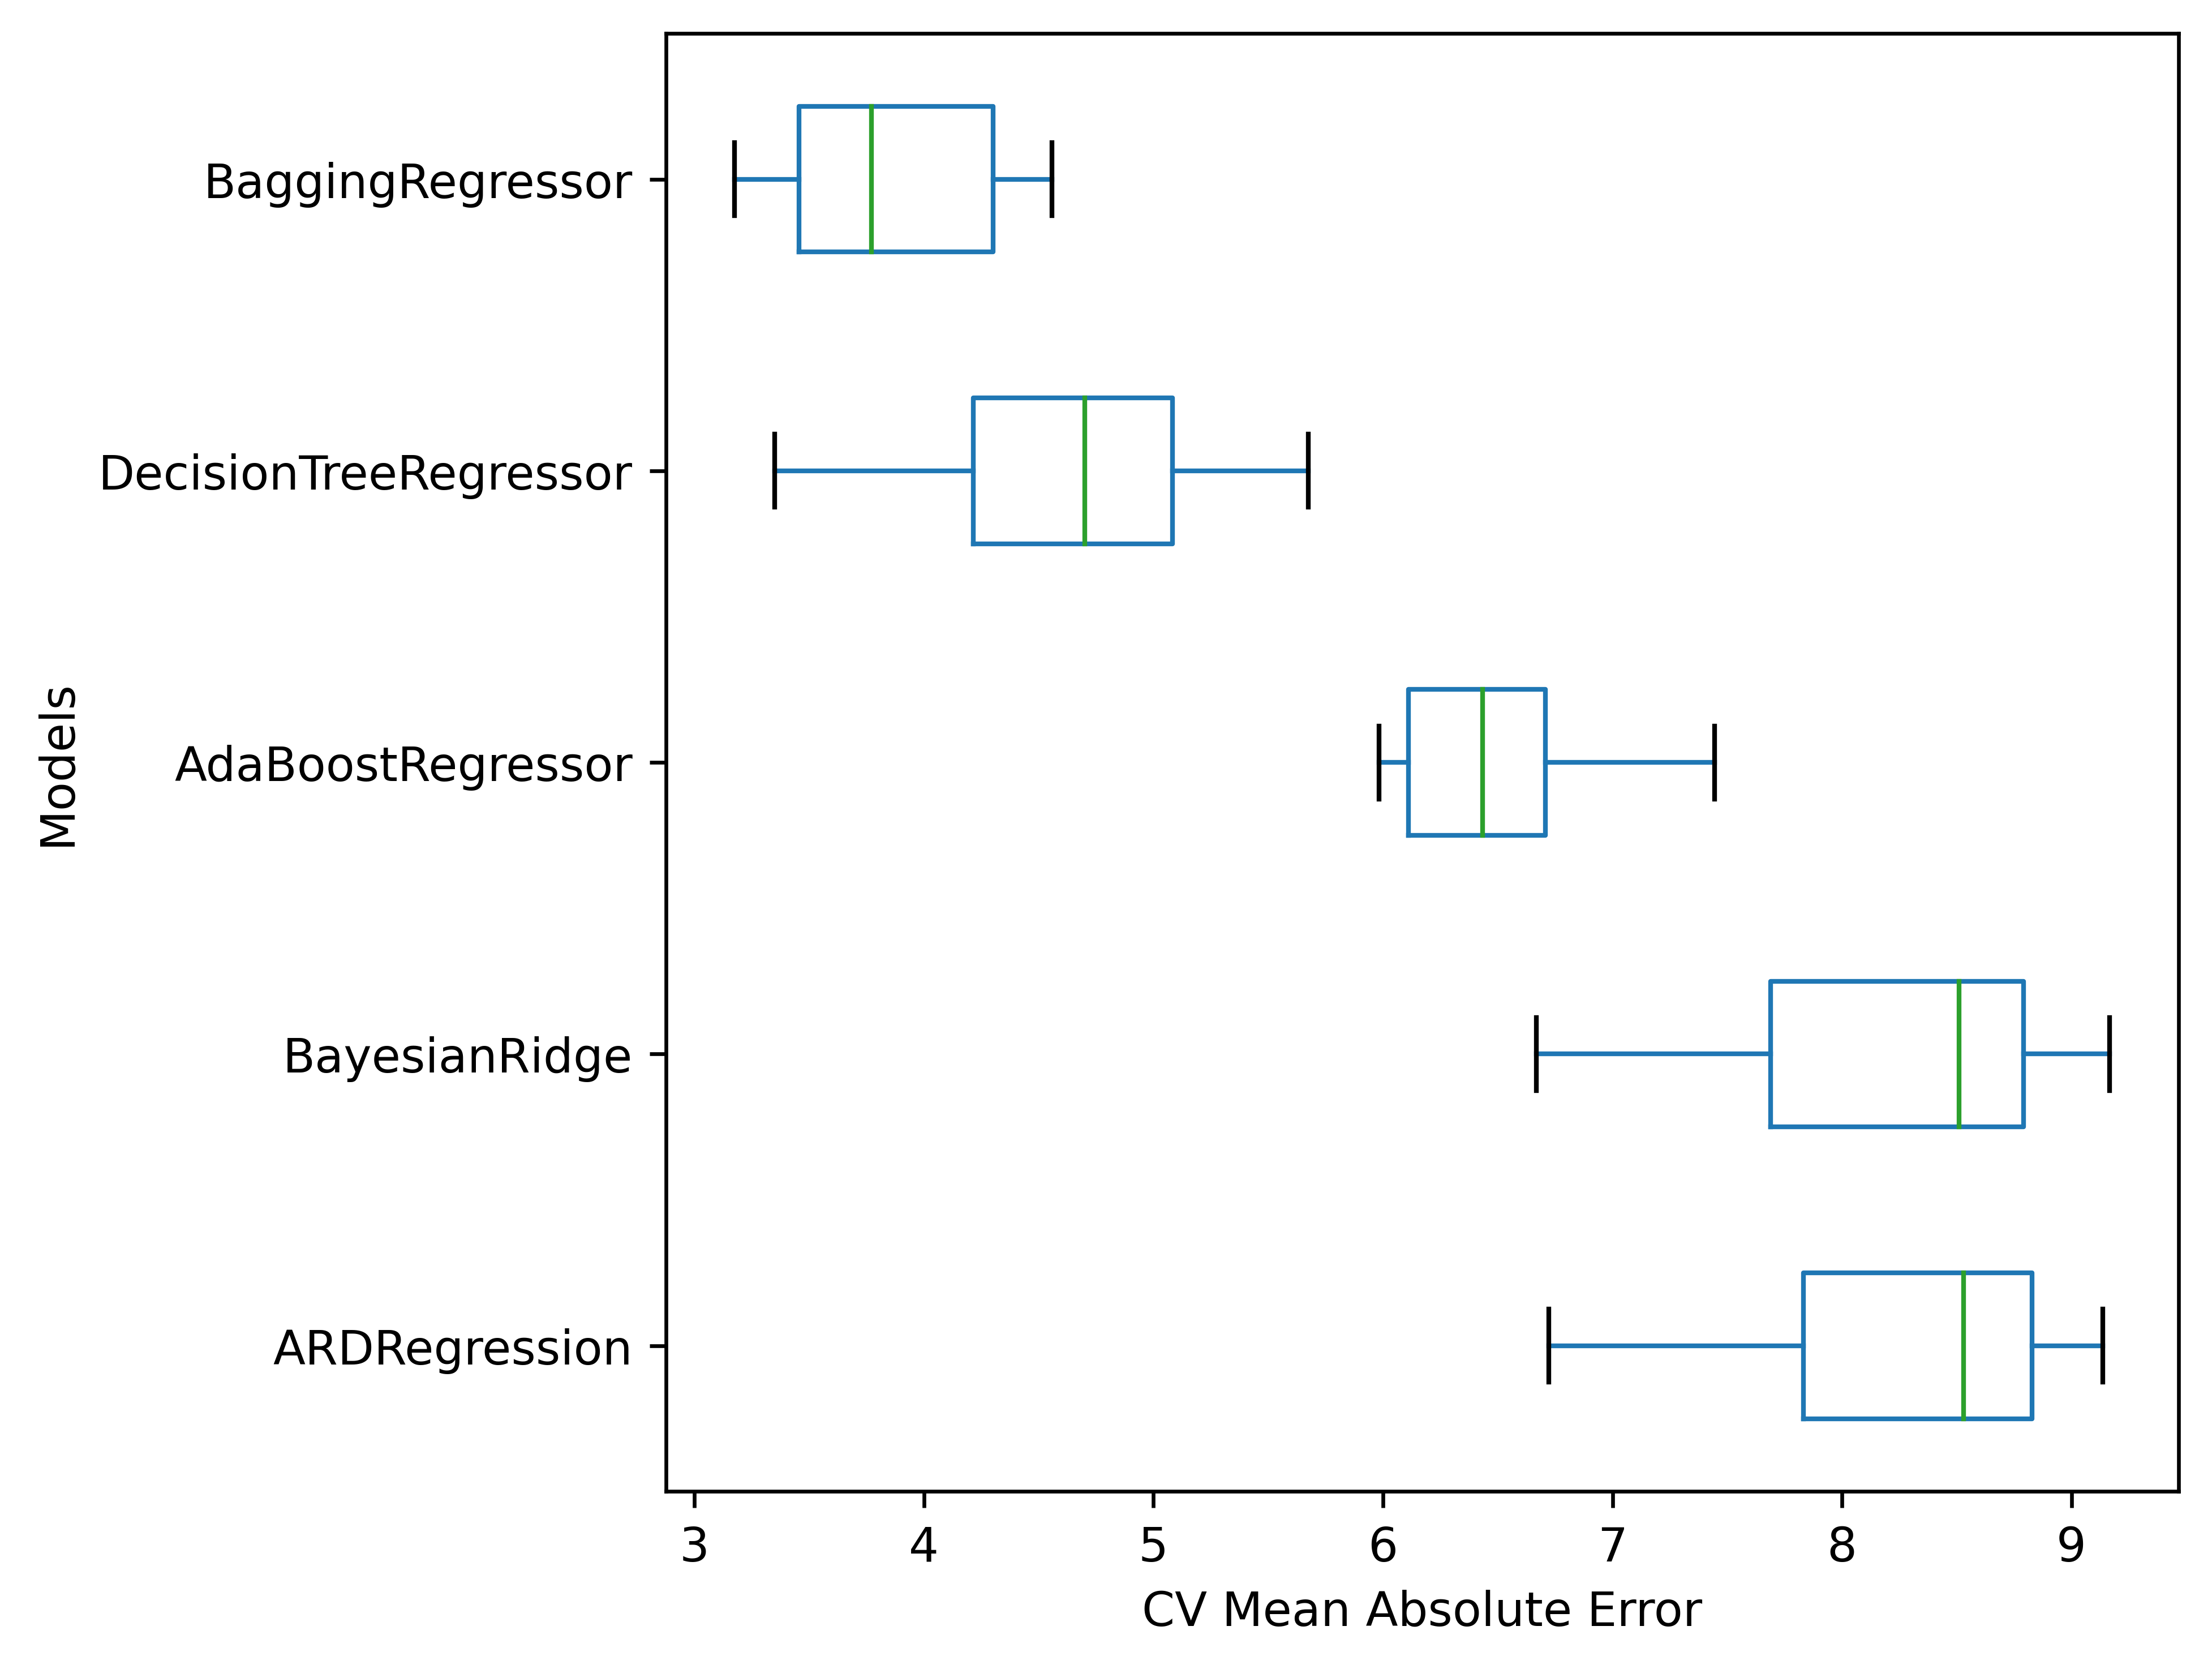 BaggingRegressor
DecisionTreeRegressor
AdaBoostRegressor
BayesianRidge
ARDRegression
Models
3 4 5 6 7 8 9
CV Mean Absolute Error